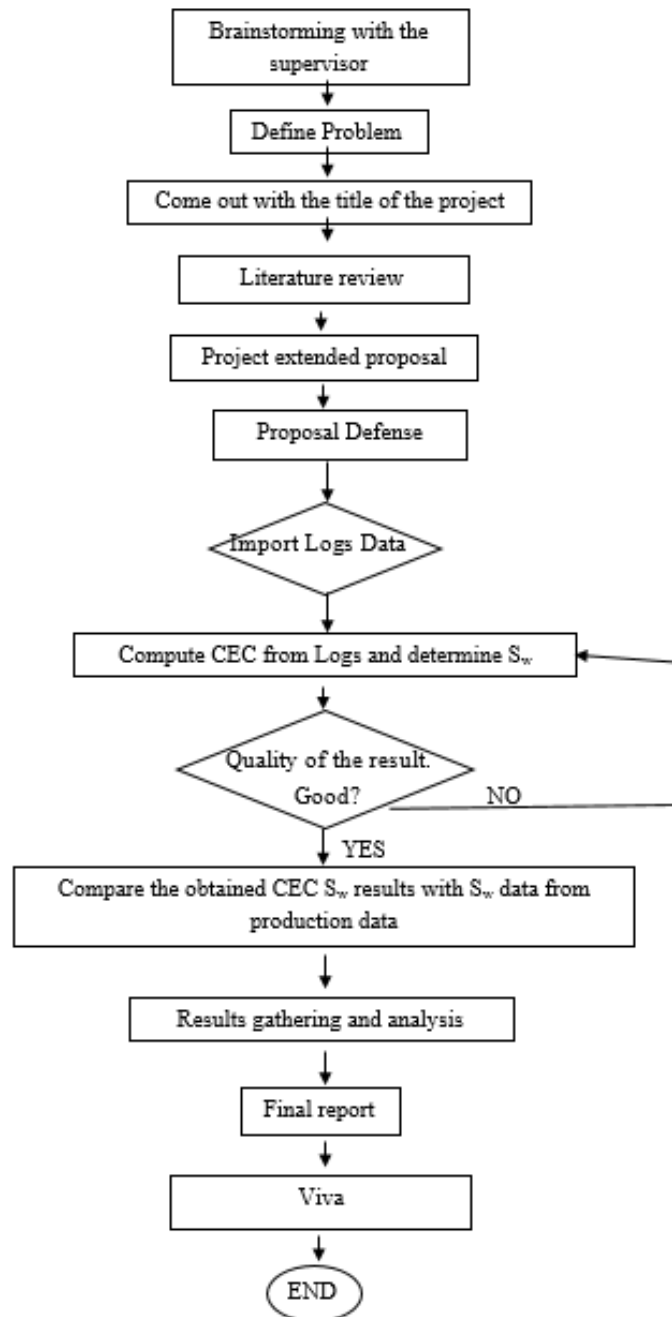 Brainstorming with the
supervisor
Define Problem
Come out with the title of the project
Literature review
Project extended proposal
Proposal Defense
Import Logs Data
Compute CEC from Logs and determine Sw
Quality of the result.
Good?
NO
YES
Compare the obtained CEC Sw results with Sw data from
production data
Results gathering and analysis
Final report
Viva
END